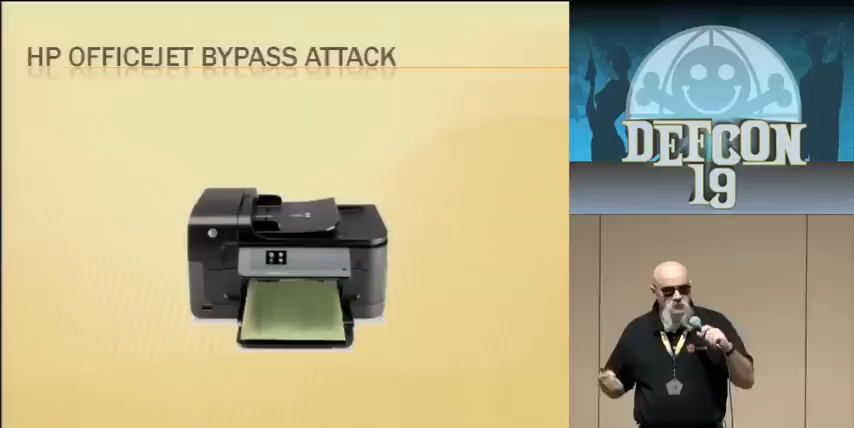 HP OFFICEJET BYPASS ATTACK
DEFCON
19